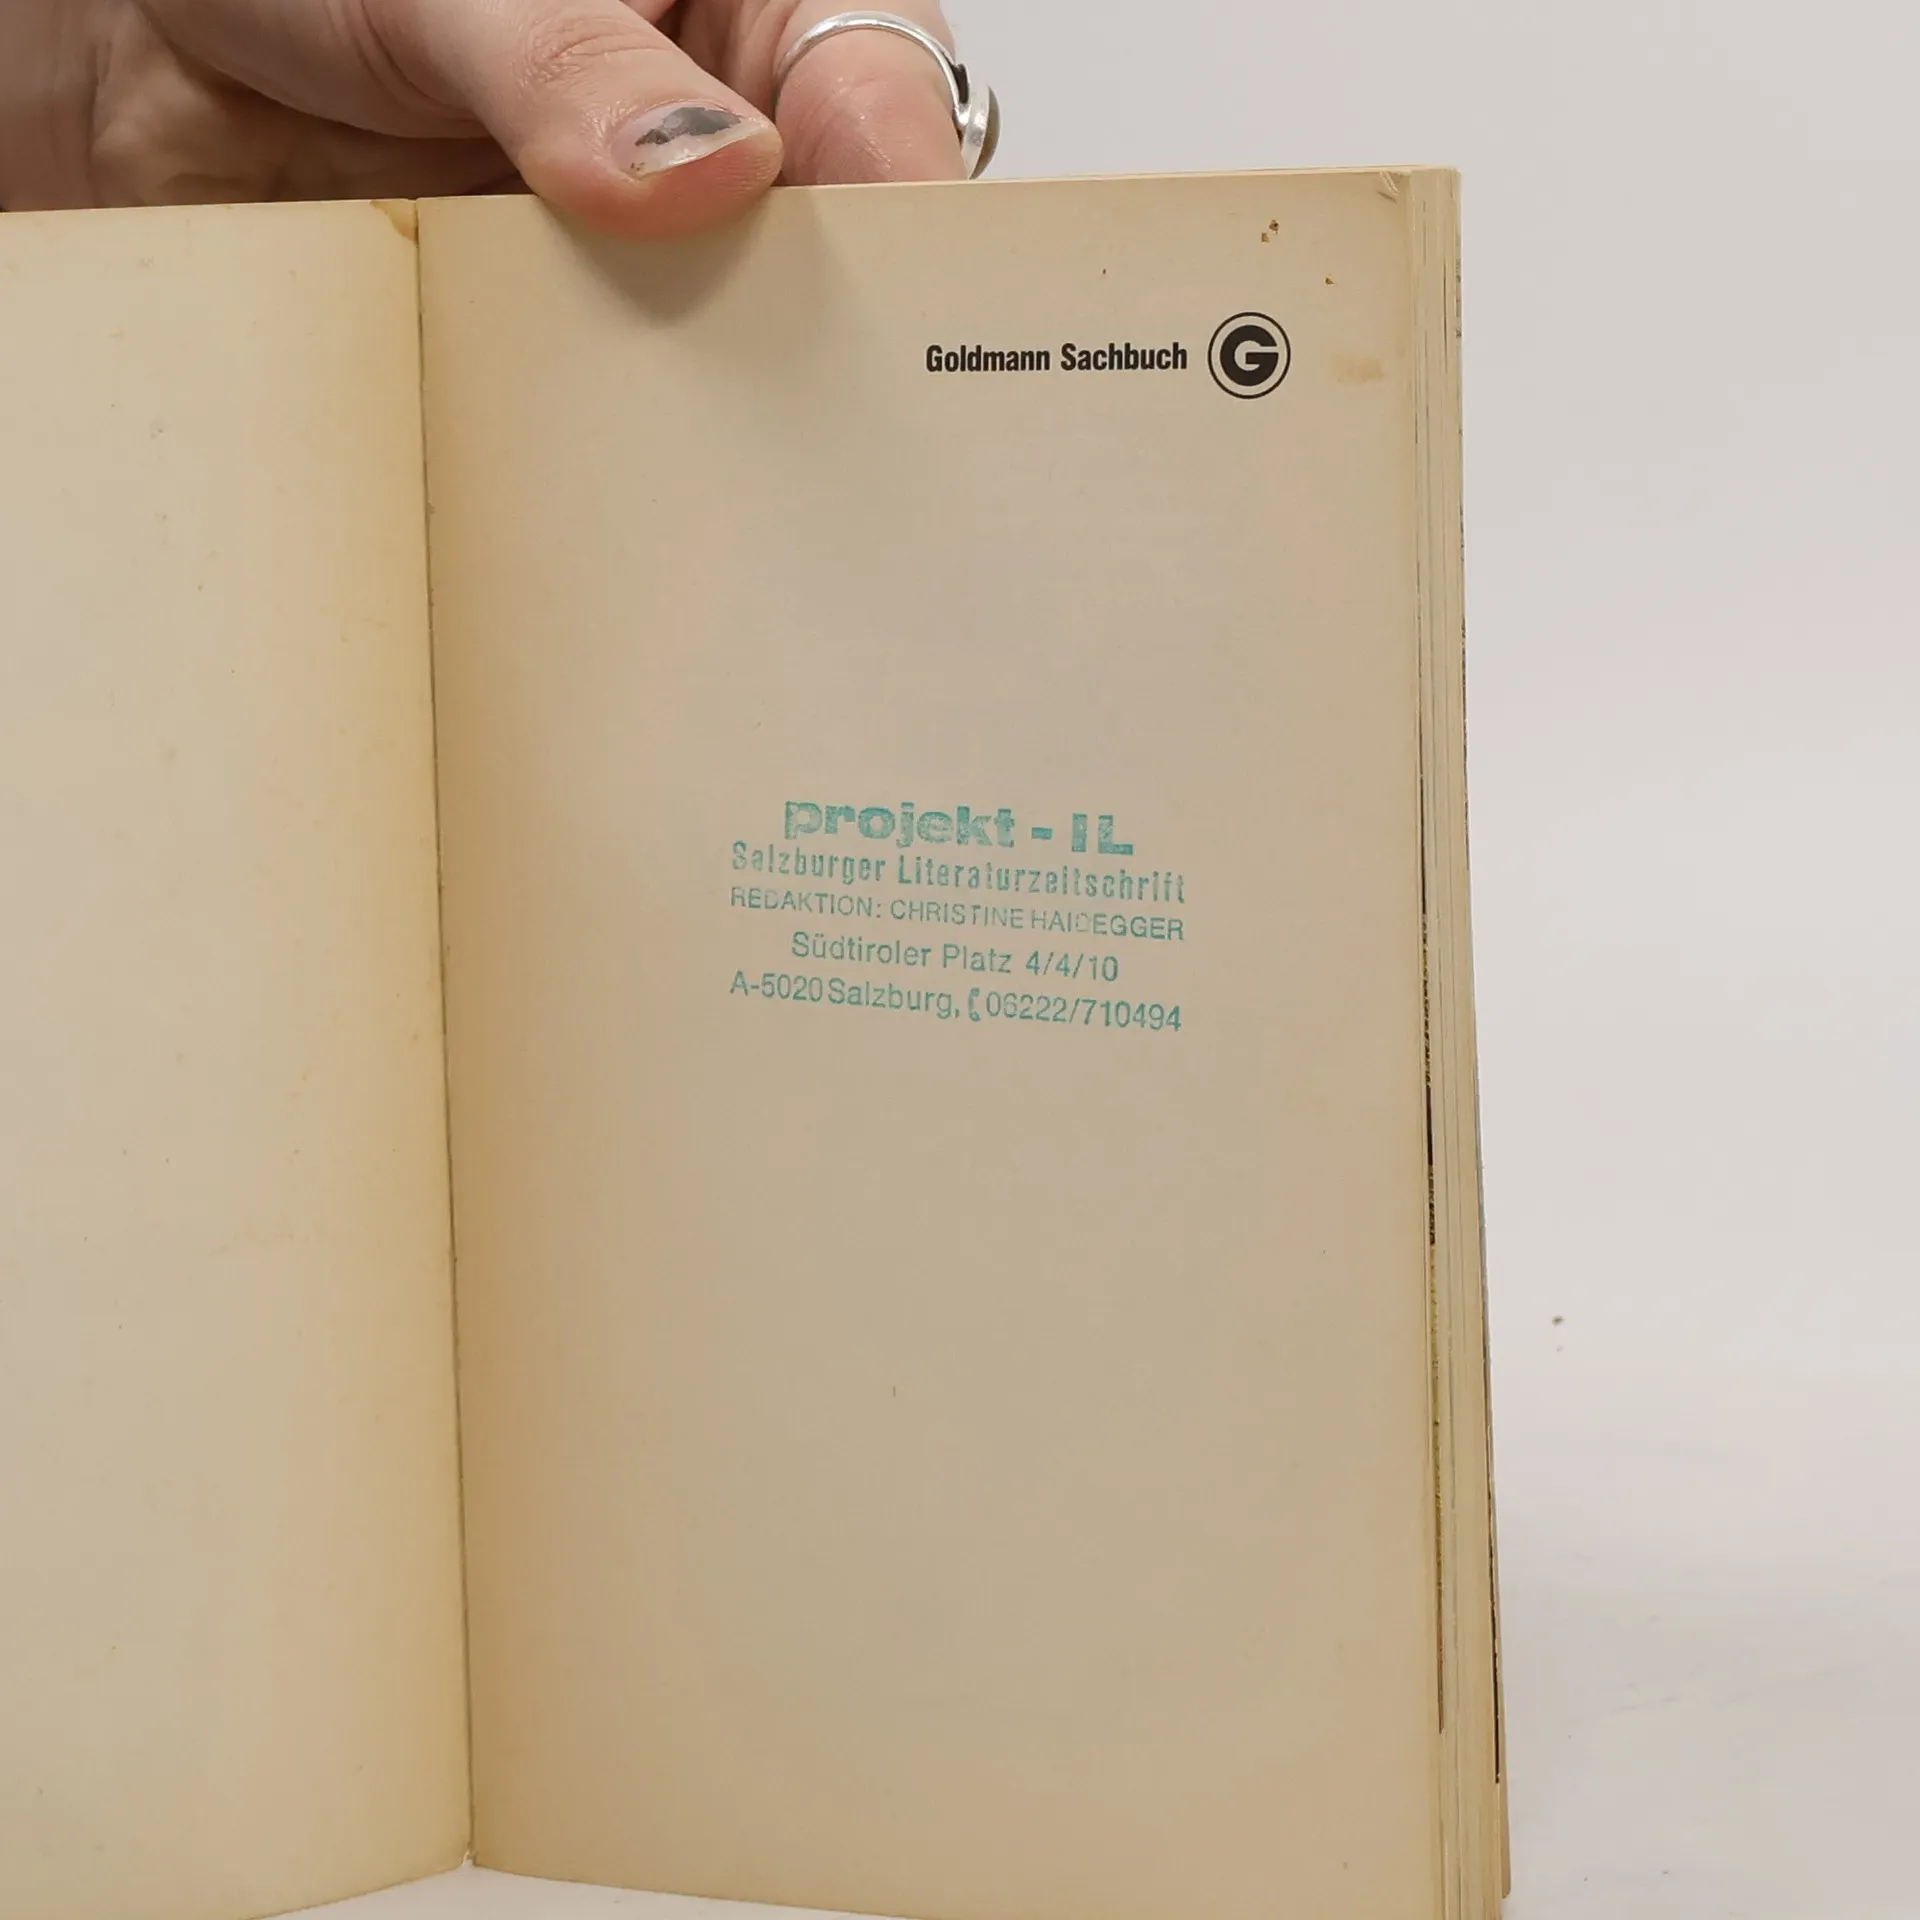 Goldmann Sachbuch G
projekt - IL
Salzburger Literaturzeitschrift
REDAKTION: CHRISTINE HAIDEGGER
Südtiroler Platz 4/4/10
A-5020 Salzburg, 06222/710494